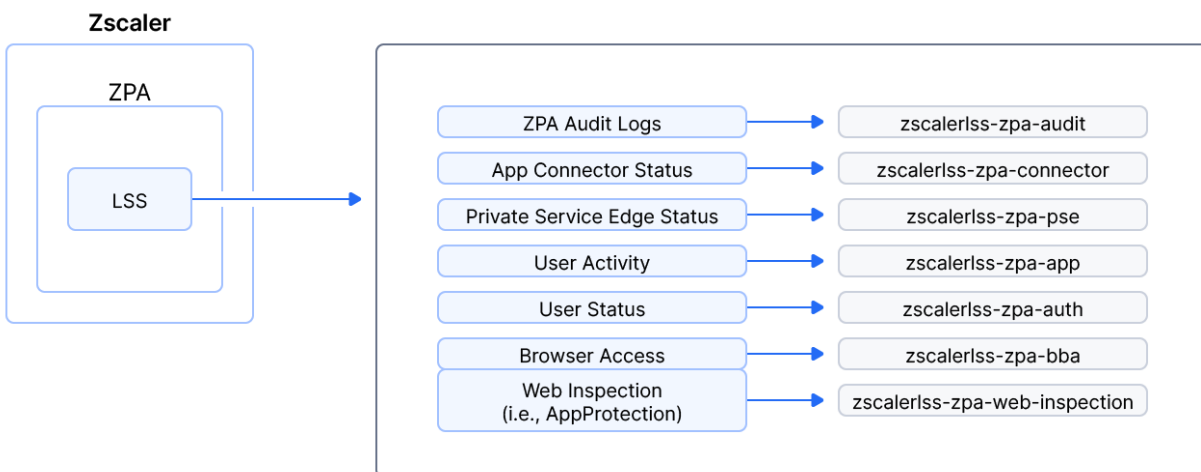 Zscaler
ZPA
LSS
ZPA Audit Logs
zscalerlss-zpa-audit
App Connector Status
zscalerlss-zpa-connector
Private Service Edge Status
zscalerlss-zpa-pse
User Activity
zscalerlss-zpa-app
User Status
zscalerlss-zpa-auth
Browser Access
zscalerlss-zpa-bba
Web Inspection
(i.e., AppProtection)
zscalerlss-zpa-web-inspection